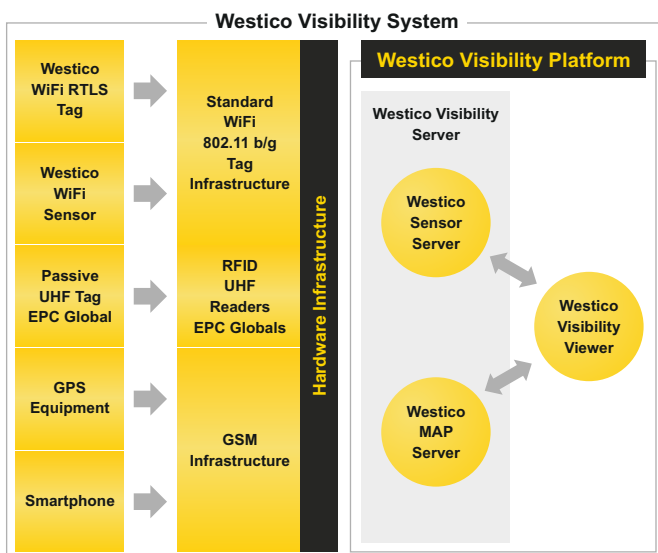 Westico Visibility System
Westico
WiFi RTLS
Tag
Westico
WiFi
Sensor
Passive
UHF Tag
EPC Global
GPS
Equipment
Smartphone
Standard
WiFi
802.11 b/g
Tag
Infrastructure
RFID
UHF
Readers
EPC Globals
GSM
Infrastructure
Hardware Infrastructure
Westico Visibility Platform
Westico Visibility
Server
Westico
Sensor
Server
Westico
Visibility
Viewer
Westico
MAP
Server